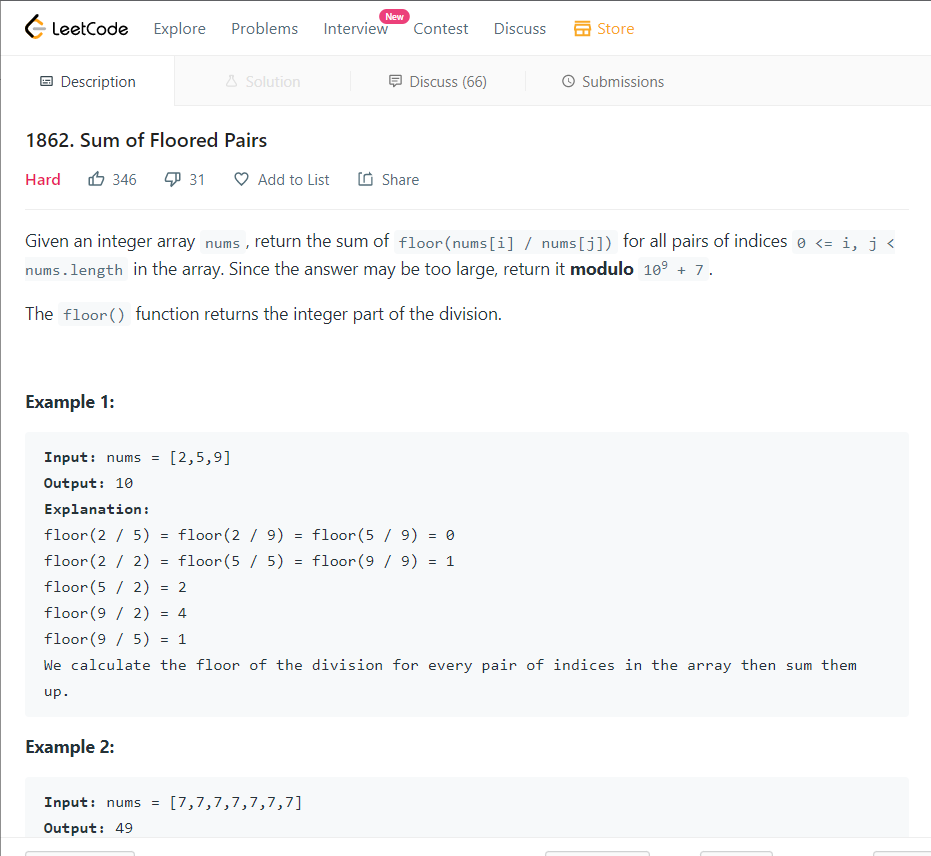 LeetCode Explore Problems Interview New Contest Discuss Store
Description Solution Discuss (66) Submissions
1862. Sum of Floored Pairs
Hard 346 31 Add to List Share
Given an integer array nums , return the sum of floor(nums[i] / nums[j]) for all pairs of indices 0 <= i, j <
nums.length in the array. Since the answer may be too large, return it modulo 10⁹ + 7 .
The floor() function returns the integer part of the division.
Example 1:
Input: nums = [2,5,9]
Output: 10
Explanation:
floor(2 / 5) = floor(2 / 9) = floor(5 / 9) = 0
floor(2 / 2) = floor(5 / 5) = floor(9 / 9) = 1
floor(5 / 2) = 2
floor(9 / 2) = 4
floor(9 / 5) = 1
We calculate the floor of the division for every pair of indices in the array then sum them
up.
Example 2:
Input: nums = [7,7,7,7,7,7,7]
Output: 49